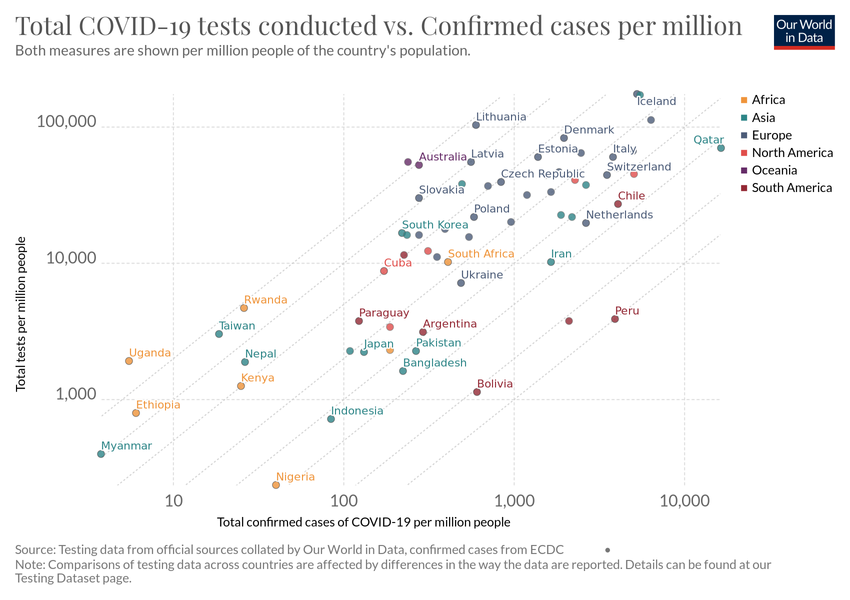 Total COVID-19 tests conducted vs. Confirmed cases per million
Both measures are shown per million people of the country's population.
Our World
in Data
Total tests per million people
100,000
10,000
1,000
Lithuania
Iceland
Denmark
Qatar
Australia
Latvia
Estonia
Italy
Czech Republic
Switzerland
Slovakia
Chile
Poland
Netherlands
South Korea
South Africa
Iran
Cuba
Ukraine
Rwanda
Paraguay
Peru
Taiwan
Argentina
Uganda
Nepal
Japan
Pakistan
Kenya
Bangladesh
Bolivia
Ethiopia
Indonesia
Myanmar
Nigeria
10
100
1,000
10,000
Total confirmed cases of COVID-19 per million people
Africa
Asia
Europe
North America
Oceania
South America
Source: Testing data from official sources collated by Our World in Data, confirmed cases from ECDC
Note: Comparisons of testing data across countries are affected by differences in the way the data are reported. Details can be found at our
Testing Dataset page.